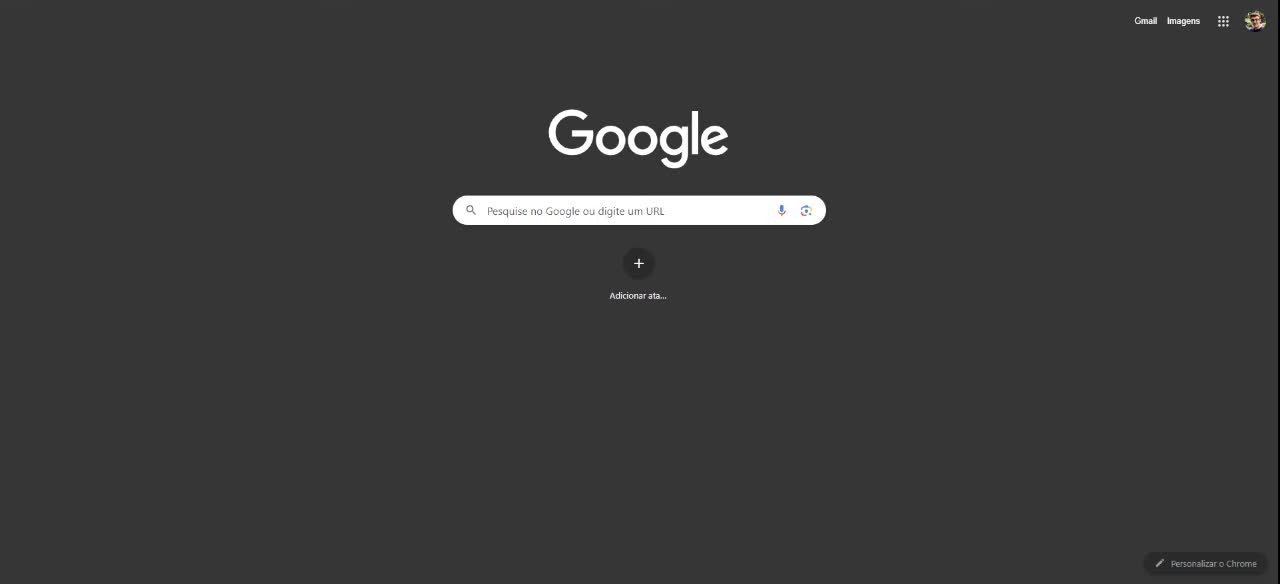 Gmail Imagens
Google
Pesquise no Google ou digite um URL
Adicionar ata...
Personalizar o Chrome